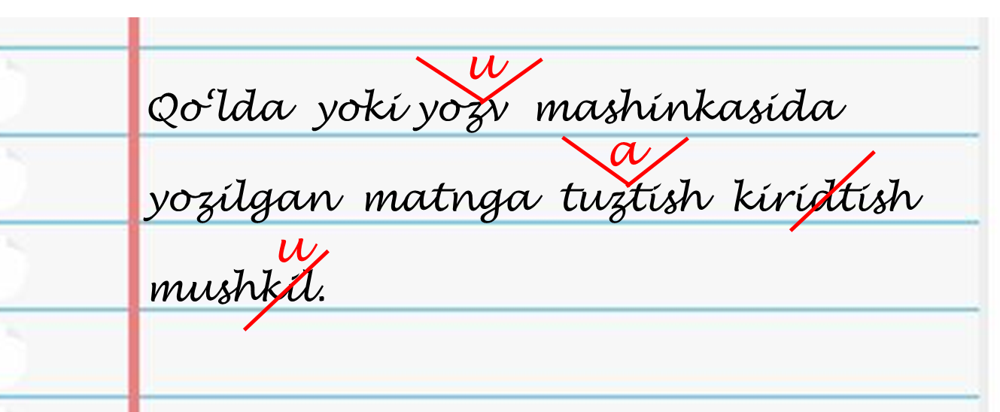 u
Qo‘lda yoki yozv mashinkasida
a
yozilgan matnga tuztish kiridtish
u
mushkil.